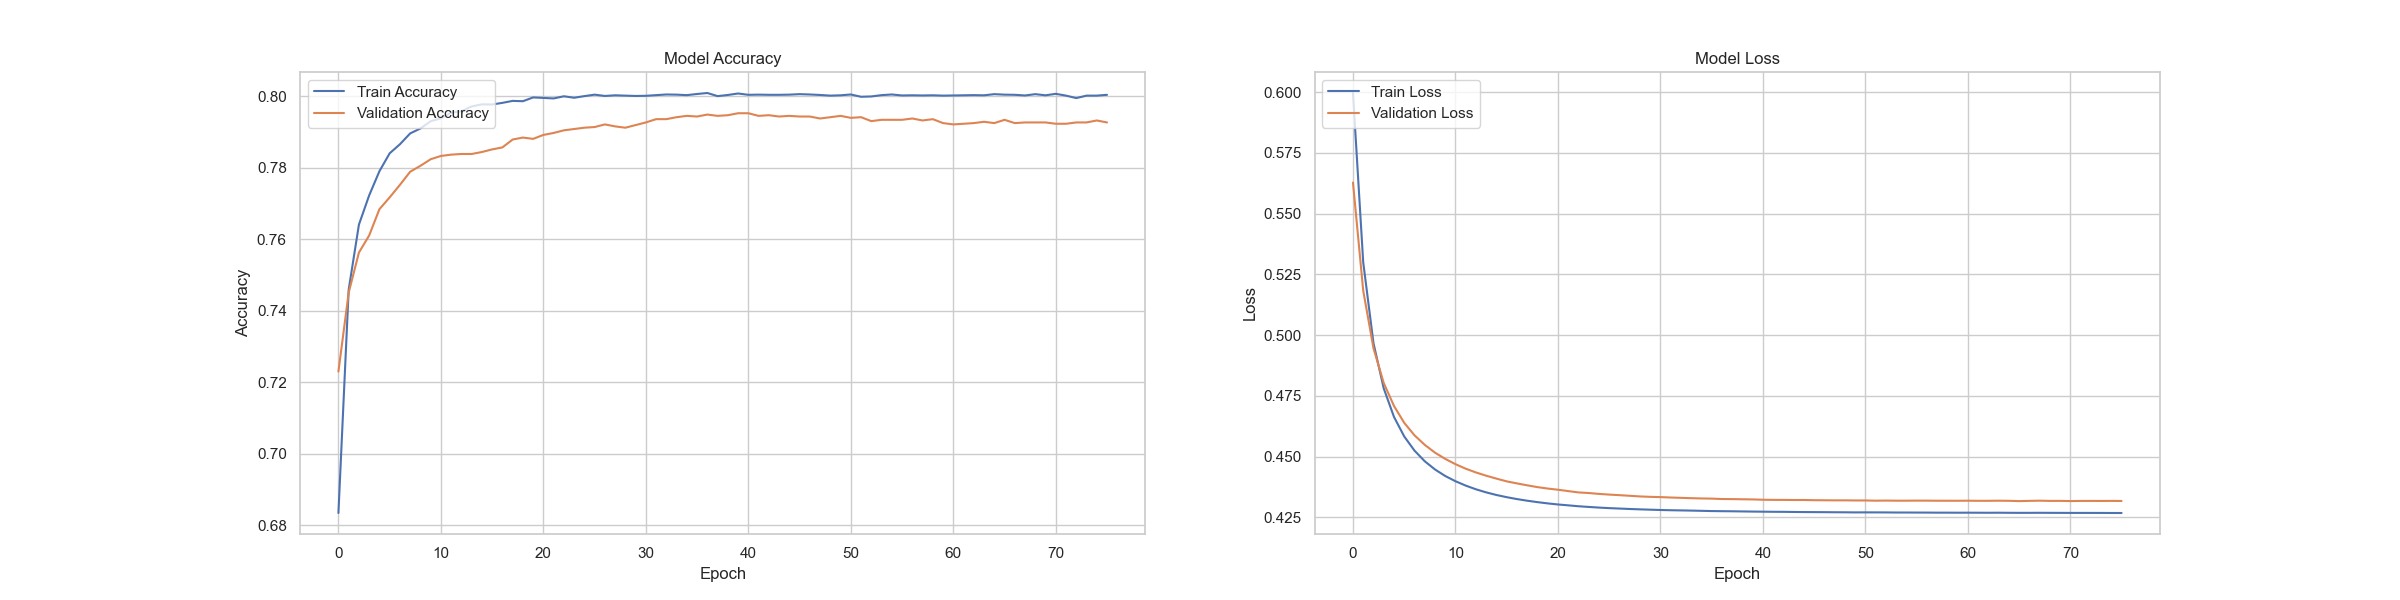 Model Accuracy
Train Accuracy
Validation Accuracy
0.80
0.78
0.76
0.74
0.72
0.70
0.68
Accuracy
0 10 20 30 40 50 60 70
Epoch
Model Loss
Train Loss
Validation Loss
0.600
0.575
0.550
0.525
0.500
0.475
0.450
0.425
Loss
0 10 20 30 40 50 60 70
Epoch